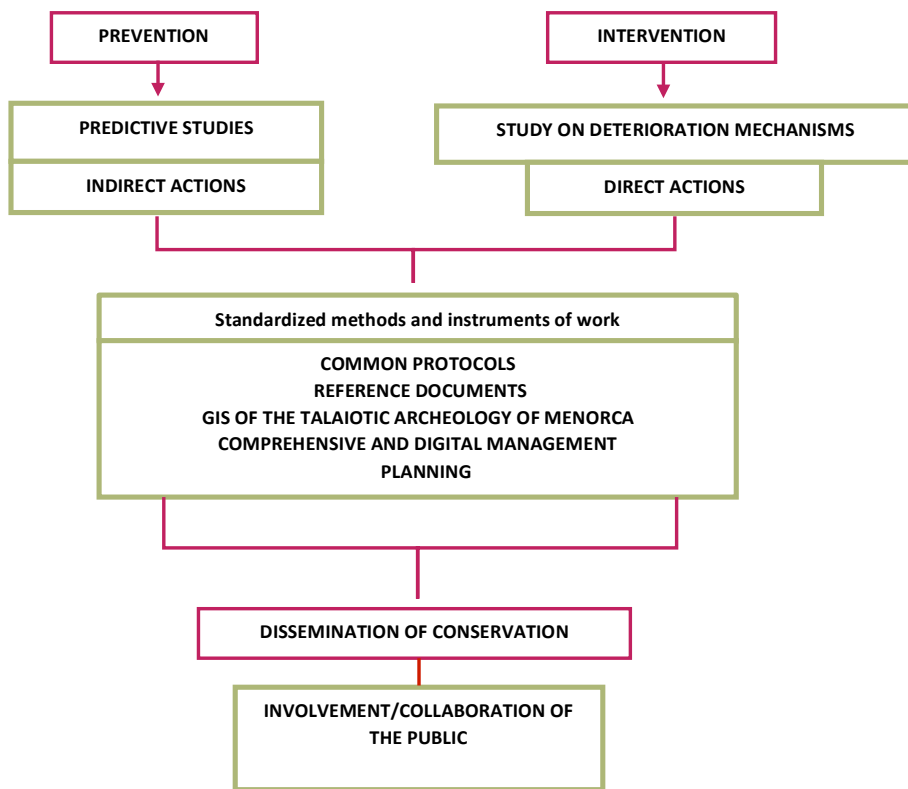 PREVENTION
INTERVENTION
PREDICTIVE STUDIES
STUDY ON DETERIORATION MECHANISMS
INDIRECT ACTIONS
DIRECT ACTIONS
Standardized methods and instruments of work
COMMON PROTOCOLS
REFERENCE DOCUMENTS
GIS OF THE TALAIOTIC ARCHEOLOGY OF MENORCA
COMPREHENSIVE AND DIGITAL MANAGEMENT
PLANNING
DISSEMINATION OF CONSERVATION
INVOLVEMENT/COLLABORATION OF
THE PUBLIC